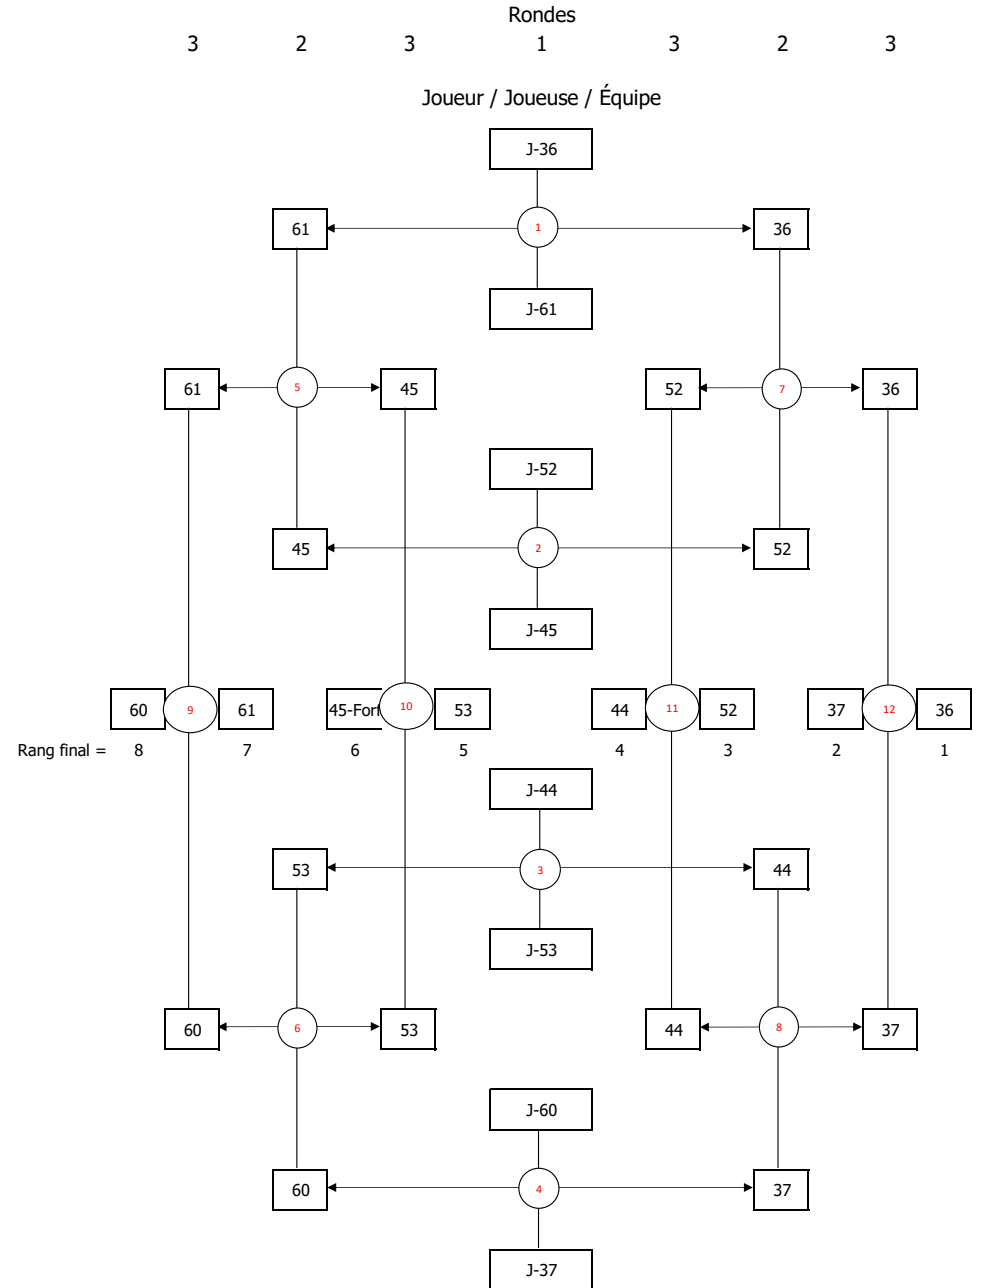 Rondes
3 2 3 1 3 2 3
Joueur / Joueuse / Équipe
J-36
61 1 36
J-61
61 5 45 52 7 36
J-52
45 2 52
J-45
60 9 61 45-Forf 10 53 44 11 52 37 12 36
Rang final = 8 7 6 5 4 3 2 1
J-44
53 3 44
J-53
60 6 53 44 8 37
J-60
60 4 37
J-37